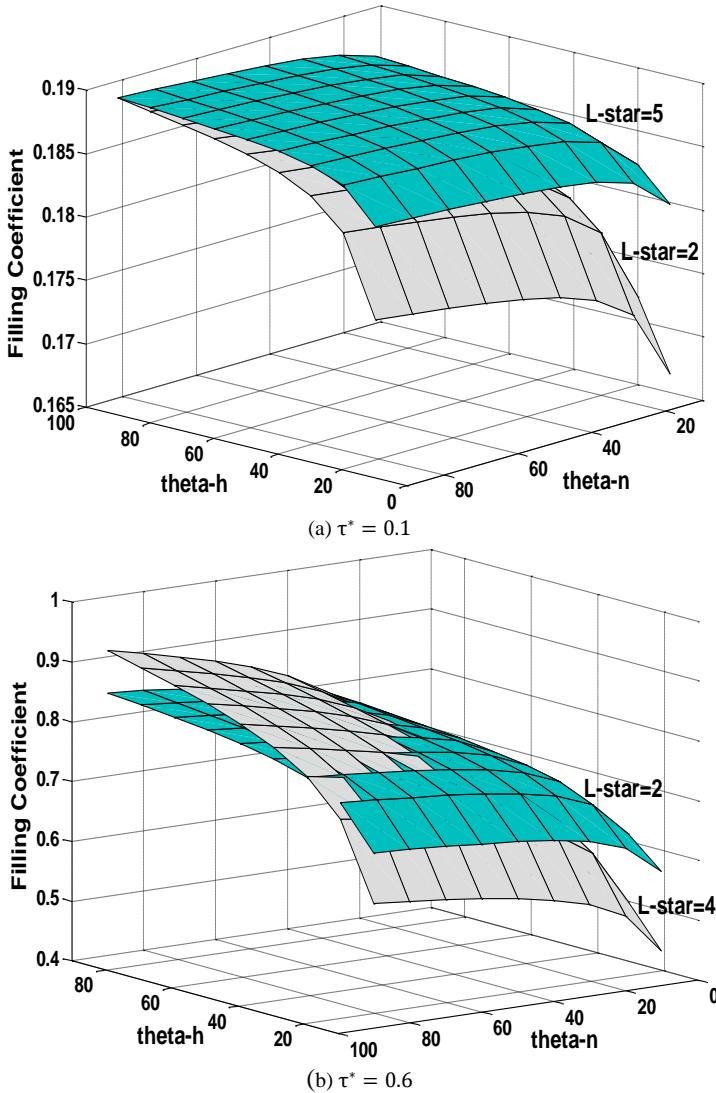 0.19
0.185
0.18
0.175
0.17
0.165
Filling Coefficient
L-star=5
L-star=2
100
80
60
40
20
0
theta-h
80
60
40
20
theta-n
(a) τ* = 0.1
1
0.9
0.8
0.7
0.6
0.5
0.4
Filling Coefficient
L-star=2
L-star=4
80
60
40
20
theta-h
100
80
60
40
20
0
theta-n
(b) τ* = 0.6